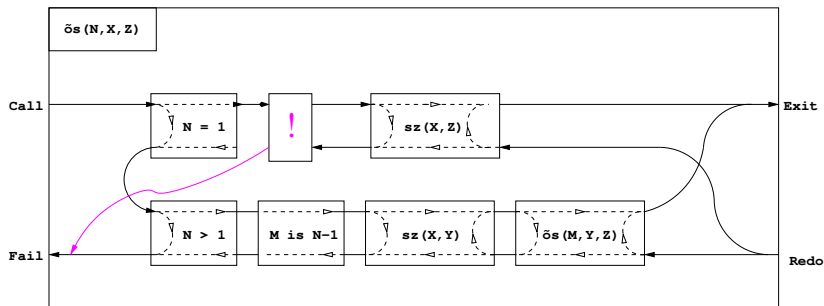 õs(N,X,Z)
Call
N = 1
!
sz(X,Z)
Exit
N > 1
M is N-1
sz(X,Y)
õs(M,Y,Z)
Fail
Redo